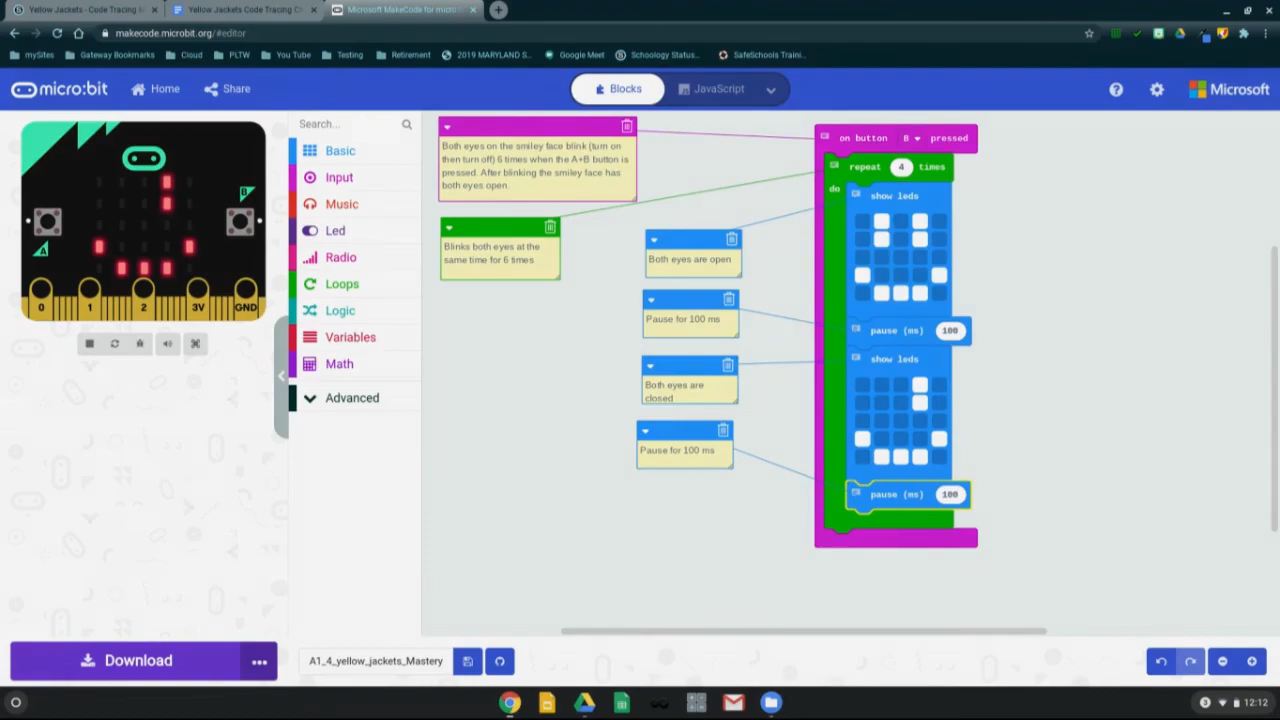 Yellow Jackets - Code Tracing
Yellow Jackets Code Tracing
Microsoft MakeCode for micro:b
makecode.microbit.org/#editor
mySites
Gateway Bookmarks
Cloud
PLTW
You Tube
Testing
Retirement
2019 MARYLAND S...
Google Meet
Schoology Status...
SafeSchools Traini...
micro:bit
Home
Share
Blocks
JavaScript
Microsoft
Search...
Basic
Input
Music
Led
Radio
Loops
Logic
Variables
Math
Advanced
A
B
0
1
2
3V
GND
Both eyes on the smiley face blink (turn on
then turn off) 6 times when the A+B button is
pressed. After blinking the smiley face has
both eyes open.
Blinks both eyes at the
same time for 6 times
Both eyes are open
Pause for 100 ms
Both eyes are
closed
Pause for 100 ms
on button B pressed
repeat 4 times
do
show leds
pause (ms) 100
show leds
pause (ms) 100
Download
A1_4_yellow_jackets_Mastery
3
12:12